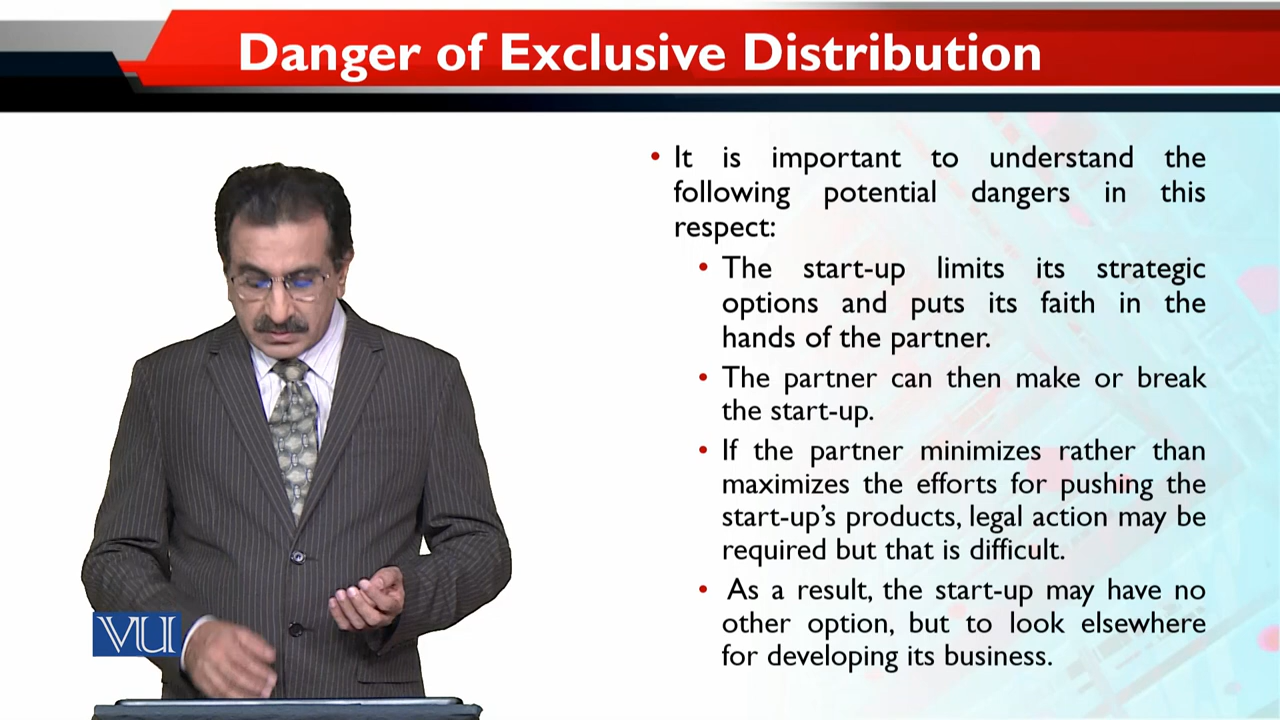 Danger of Exclusive Distribution
• It is important to understand the
following potential dangers in this
respect:
• The start-up limits its strategic
options and puts its faith in the
hands of the partner.
• The partner can then make or break
the start-up.
• If the partner minimizes rather than
maximizes the efforts for pushing the
start-up’s products, legal action may be
required but that is difficult.
• As a result, the start-up may have no
other option, but to look elsewhere
for developing its business.
VU